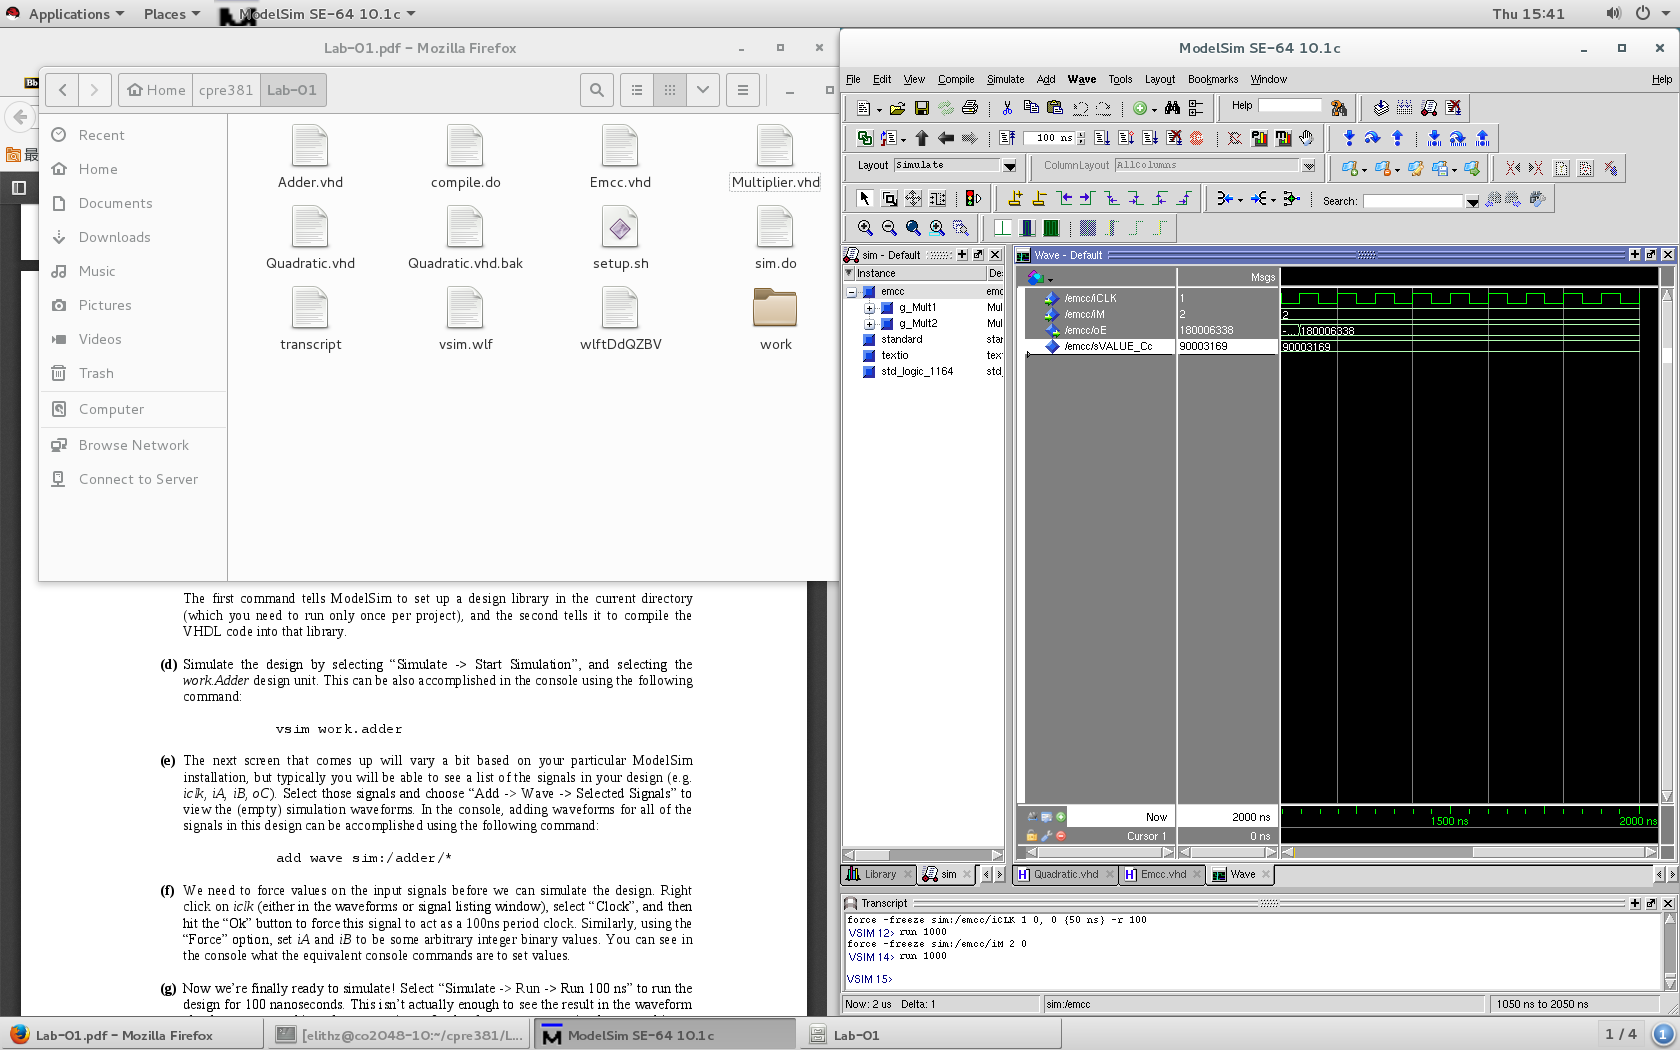 Applications
Places
ModelSim SE-64 10.1c
Thu 15:41
Lab-01.pdf - Mozilla Firefox
Home
cpre381
Lab-01
Recent
Home
Documents
Downloads
Music
Pictures
Videos
Trash
Computer
Browse Network
Connect to Server
Adder.vhd
compile.do
Emcc.vhd
Multiplier.vhd
Quadratic.vhd
Quadratic.vhd.bak
setup.sh
sim.do
transcript
vsim.wlf
wlftDdQZBV
work
The first command tells ModelSim to set up a design library in the current directory
(which you need to run only once per project), and the second tells it to compile the
VHDL code into that library.
(d) Simulate the design by selecting “Simulate -> Start Simulation”, and selecting the
work.Adder design unit. This can be also accomplished in the console using the following
command:
vsim work.adder
(e) The next screen that comes up will vary a bit based on your particular ModelSim
installation, but typically you will be able to see a list of the signals in your design (e.g.
iclk, iA, iB, oC). Select those signals and choose “Add -> Wave -> Selected Signals” to
view the (empty) simulation waveforms. In the console, adding waveforms for all of the
signals in this design can be accomplished using the following command:
add wave sim:/adder/*
(f) We need to force values on the input signals before we can simulate the design. Right
click on iclk (either in the waveforms or signal listing window), select “Clock”, and then
hit the “Ok” button to force this signal to act as a 100ns period clock. Similarly, using the
“Force” option, set iA and iB to be some arbitrary integer binary values. You can see in
the console what the equivalent console commands are to set values.
(g) Now we’re finally ready to simulate! Select “Simulate -> Run -> Run 100 ns” to run the
design for 100 nanoseconds. This isn’t actually enough to see the result in the waveform
ModelSim SE-64 10.1c
File Edit View Compile Simulate Add Wave Tools Layout Bookmarks Window Help
Help
100 ns
Layout Simulate
ColumnLayout AllColumns
Search:
sim - Default
Instance De
emcc emc
g_Mult1 Mul
g_Mult2 Mul
standard sta
textio tex
std_logic_1164 std_
Wave - Default
Msgs
/emcc/iCLK 1
/emcc/iM 2 2
/emcc/oE 180006338 -...)180006338
/emcc/sVALUE_Cc 90003169 90003169
Now 2000 ns
1500 ns 2000 ns
Cursor 1 0 ns
Library
sim
Quadratic.vhd
Emcc.vhd
Wave
Transcript
force -freeze sim:/emcc/iCLK 1 0, 0 {50 ns} -r 100
VSIM 12> run 1000
force -freeze sim:/emcc/iM 2 0
VSIM 14> run 1000
VSIM 15>
Now: 2 us Delta: 1
sim:/emcc
1050 ns to 2050 ns
Lab-01.pdf - Mozilla Firefox
[elithz@co2048-10:~/cpre381/L...
ModelSim SE-64 10.1c
Lab-01
1 / 4
1